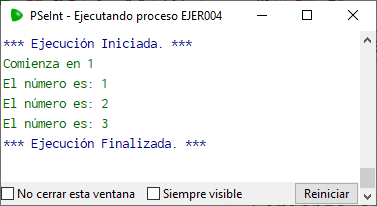 PSeInt - Ejecutando proceso EJER004
*** Ejecución Iniciada. ***
Comienza en 1
El número es: 1
El número es: 2
El número es: 3
*** Ejecución Finalizada. ***
No cerrar esta ventana Siempre visible Reiniciar